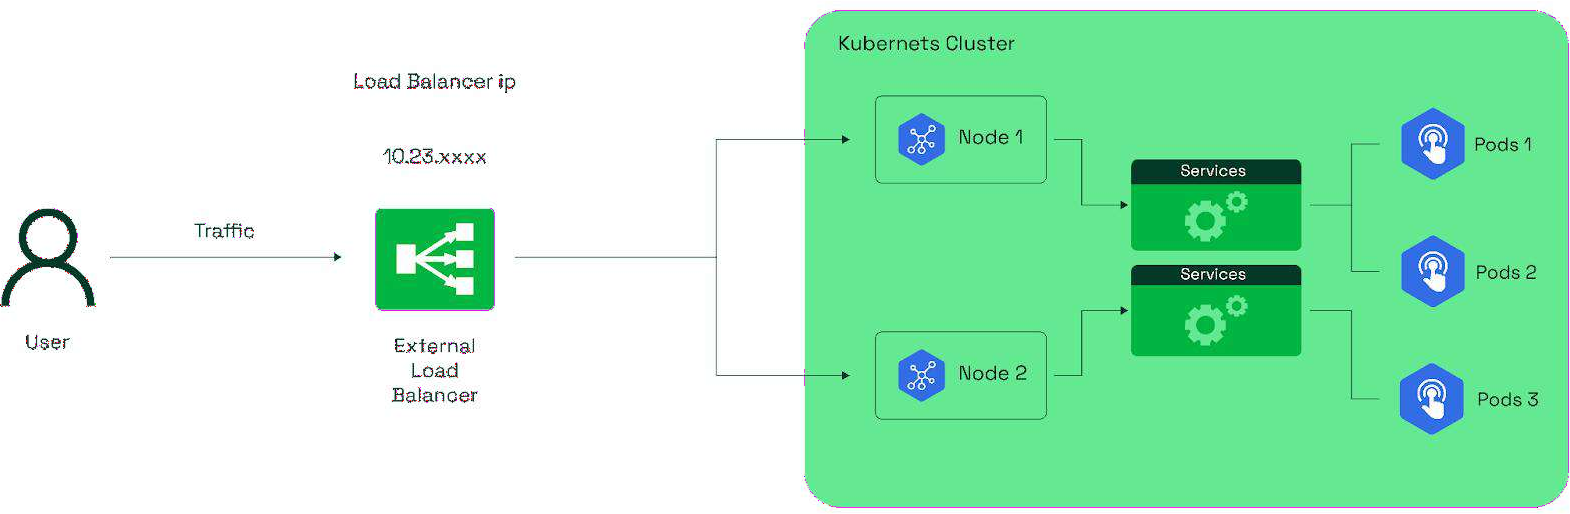 Kubernets Cluster
Load Balancer ip
10.23.xxxx
Traffic
User
External
Load
Balancer
Node 1
Node 2
Services
Services
Pods 1
Pods 2
Pods 3